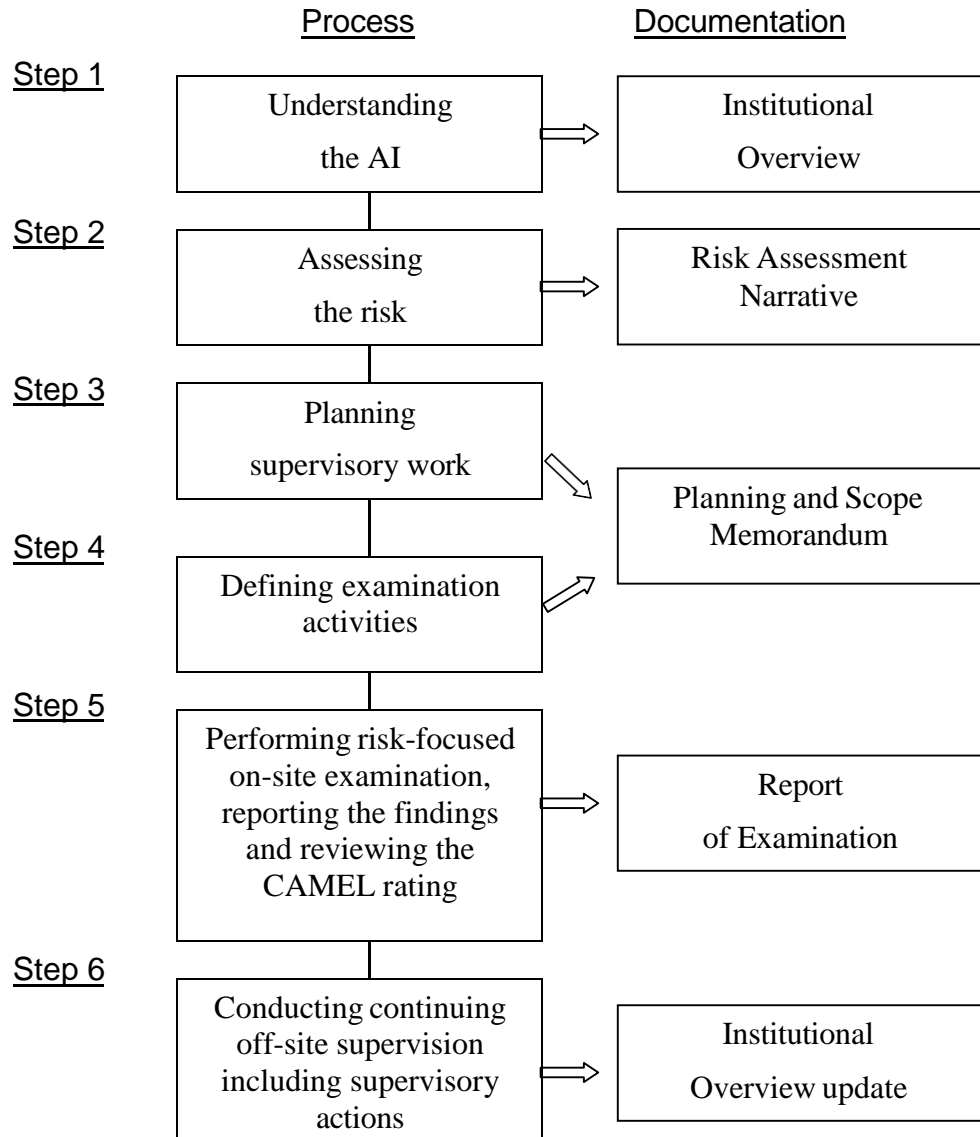 Process
Documentation
Step 1
Understanding
the AI
Institutional
Overview
Step 2
Assessing
the risk
Risk Assessment
Narrative
Step 3
Planning
supervisory work
Planning and Scope
Memorandum
Step 4
Defining examination
activities
Step 5
Performing risk-focused
on-site examination,
reporting the findings
and reviewing the
CAMEL rating
Report
of Examination
Step 6
Conducting continuing
off-site supervision
including supervisory
actions
Institutional
Overview update